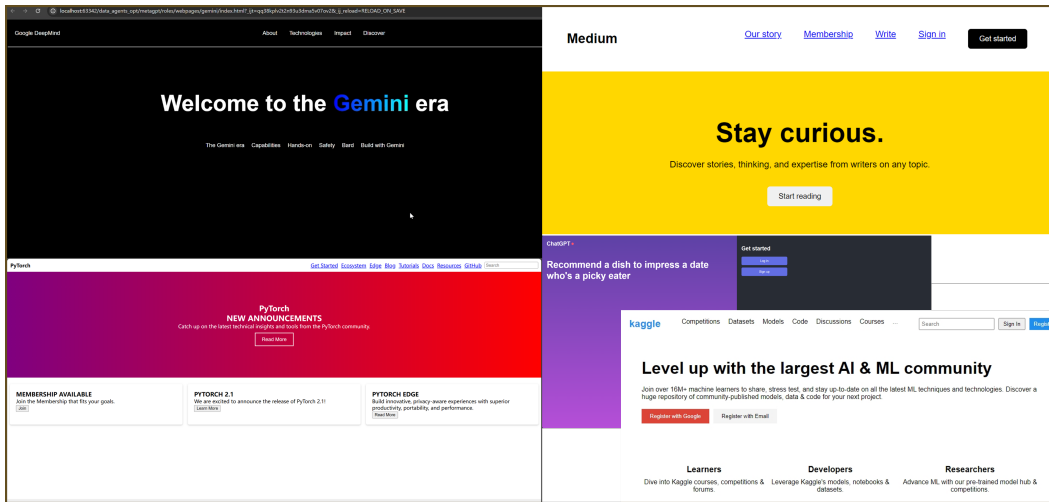 localhost:63342/data_agents_opt/metagpt/roles/webpages/gemini/index.html?_ijt=qq38kplv2t2n93u3dma5v07ov2&_ij_reload=RELOAD_ON_SAVE
Google DeepMind About Technologies Impact Discover
Welcome to the Gemini era
The Gemini era Capabilities Hands-on Safety Bard Build with Gemini
Medium Our story Membership Write Sign in Get started
Stay curious.
Discover stories, thinking, and expertise from writers on any topic.
Start reading
PyTorch Get Started Ecosystem Edge Blog Tutorials Docs Resources GitHub Search
PyTorch
NEW ANNOUNCEMENTS
Catch up on the latest technical insights and tools from the PyTorch community.
Read More
MEMBERSHIP AVAILABLE
Join the Membership that fits your goals.
Join
PYTORCH 2.1
We are excited to announce the release of PyTorch 2.1!
Learn More
PYTORCH EDGE
Build innovative, privacy-aware experiences with superior
productivity, portability, and performance.
Read More
ChatGPT
Recommend a dish to impress a date
who's a picky eater
Get started
Log in
Sign up
kaggle Competitions Datasets Models Code Discussions Courses ... Search Sign In Regis
Level up with the largest AI & ML community
Join over 16M+ machine learners to share, stress test, and stay up-to-date on all the latest ML techniques and technologies. Discover a
huge repository of community-published models, data & code for your next project.
Register with Google Register with Email
Learners
Dive into Kaggle courses, competitions &
forums.
Developers
Leverage Kaggle's models, notebooks &
datasets.
Researchers
Advance ML with our pre-trained model hub &
competitions.